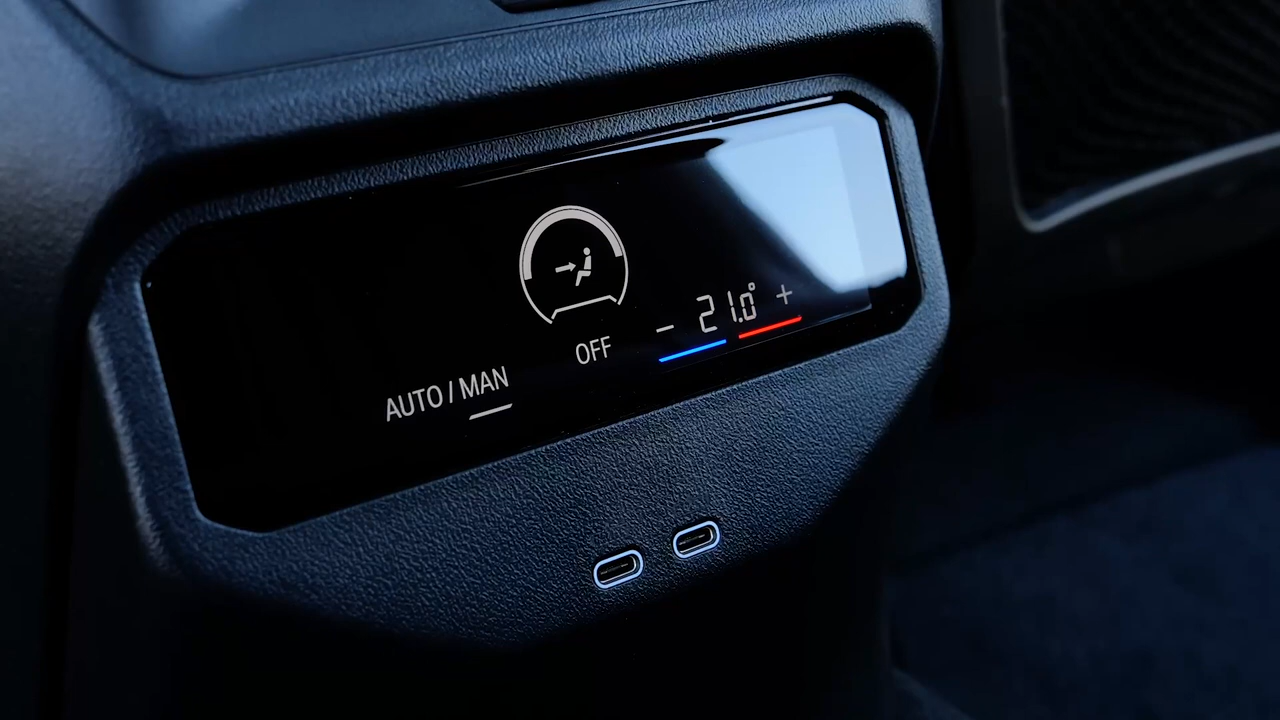 − 21.0° +
OFF
AUTO / MAN